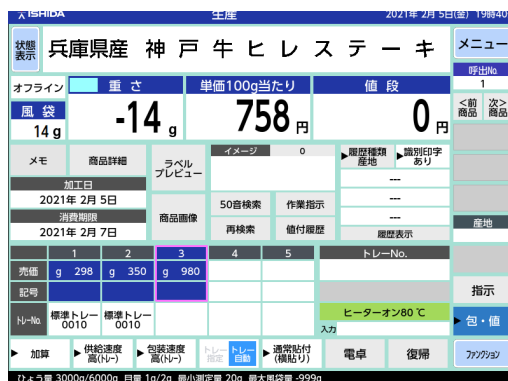 ISHIDA 生産 2021年 2月 5日(金) 19時40
状態表示 兵庫県産 神戸牛ヒレステーキ メニュー
呼出No.
1
オフライン 重さ 単価100g当たり 値段
<前商品 次>商品
風袋
14 g -14 g 758 円 0 円
メモ 商品詳細 ラベルプレビュー イメージ 0 ▶履歴種類 産地 ▶識別印字 あり
加工日
2021年 2月 5日
---
消費期限
2021年 2月 7日
商品画像 50音検索 作業指示 ---
再検索 値付履歴 ---
履歴表示
産地
1 2 3 4 5 トレーNo.
売価 g 298 g 350 g 980
記号
トレーNo. 標準トレー 0010 標準トレー 0010
ヒーターオン80℃
入力
指示
▶包・値
▶ 加算 ▶供給速度 高(トレー) ▶包装速度 高(トレー) トレー指定 トレー自動 ▶通常貼付 (横貼り) 電卓 復帰 ファンクション
ひょう量 3000g/6000g 目量 1g/2g 最小測定量 20g 最大風袋量 -999g